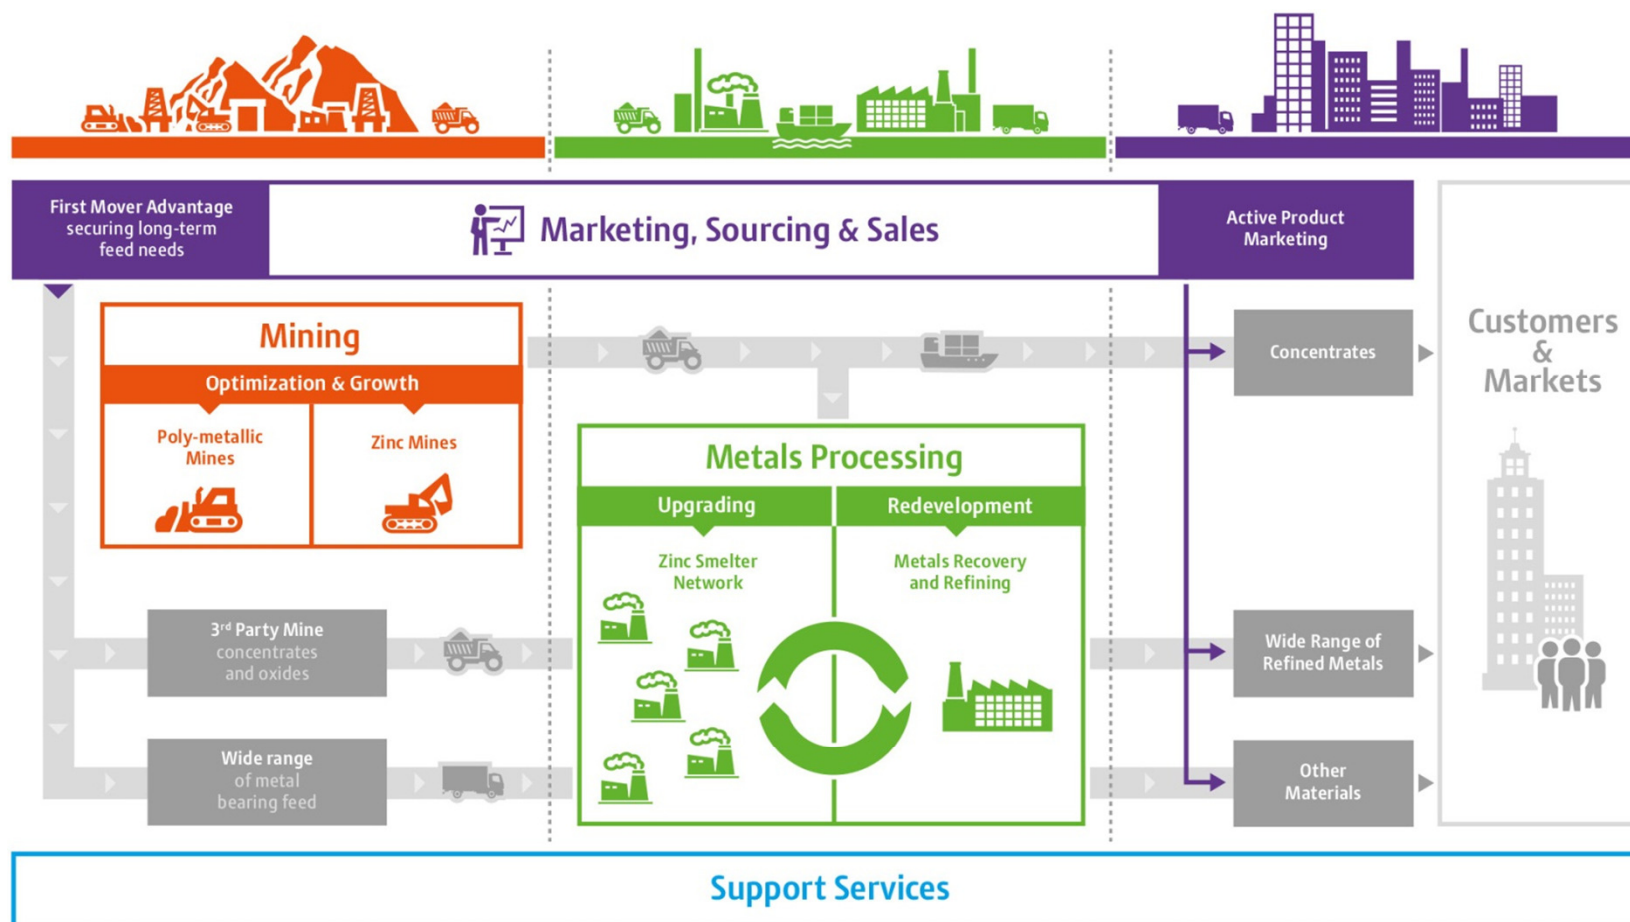 First Mover Advantage
securing long-term
feed needs
Marketing, Sourcing & Sales
Active Product
Marketing
Mining
Optimization & Growth
Poly-metallic
Mines
Zinc Mines
Concentrates
Customers
&
Markets
Metals Processing
Upgrading
Redevelopment
Zinc Smelter
Network
Metals Recovery
and Refining
3rd Party Mine
concentrates
and oxides
Wide Range of
Refined Metals
Wide range
of metal
bearing feed
Other
Materials
Support Services